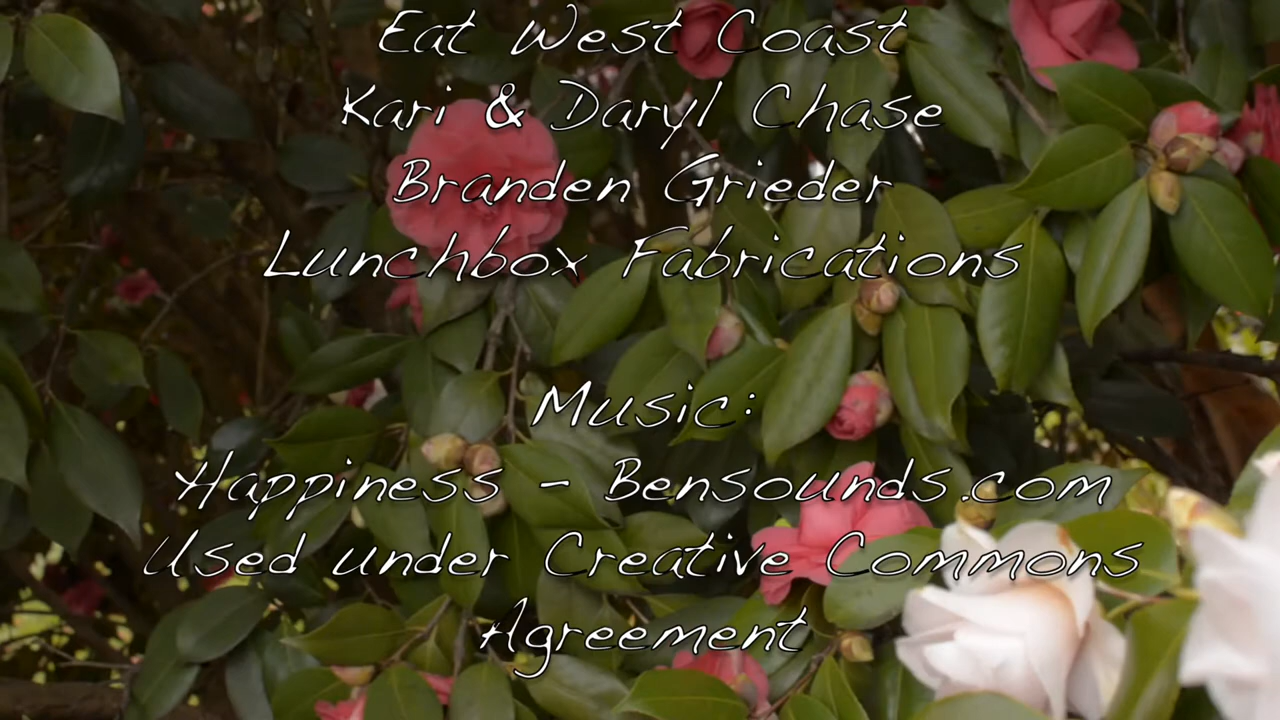 Eat West Coast
Kari & Daryl Chase
Branden Grieder
Lunchbox Fabrications
Music:
Happiness - Bensounds.com
Used under Creative Commons
Agreement